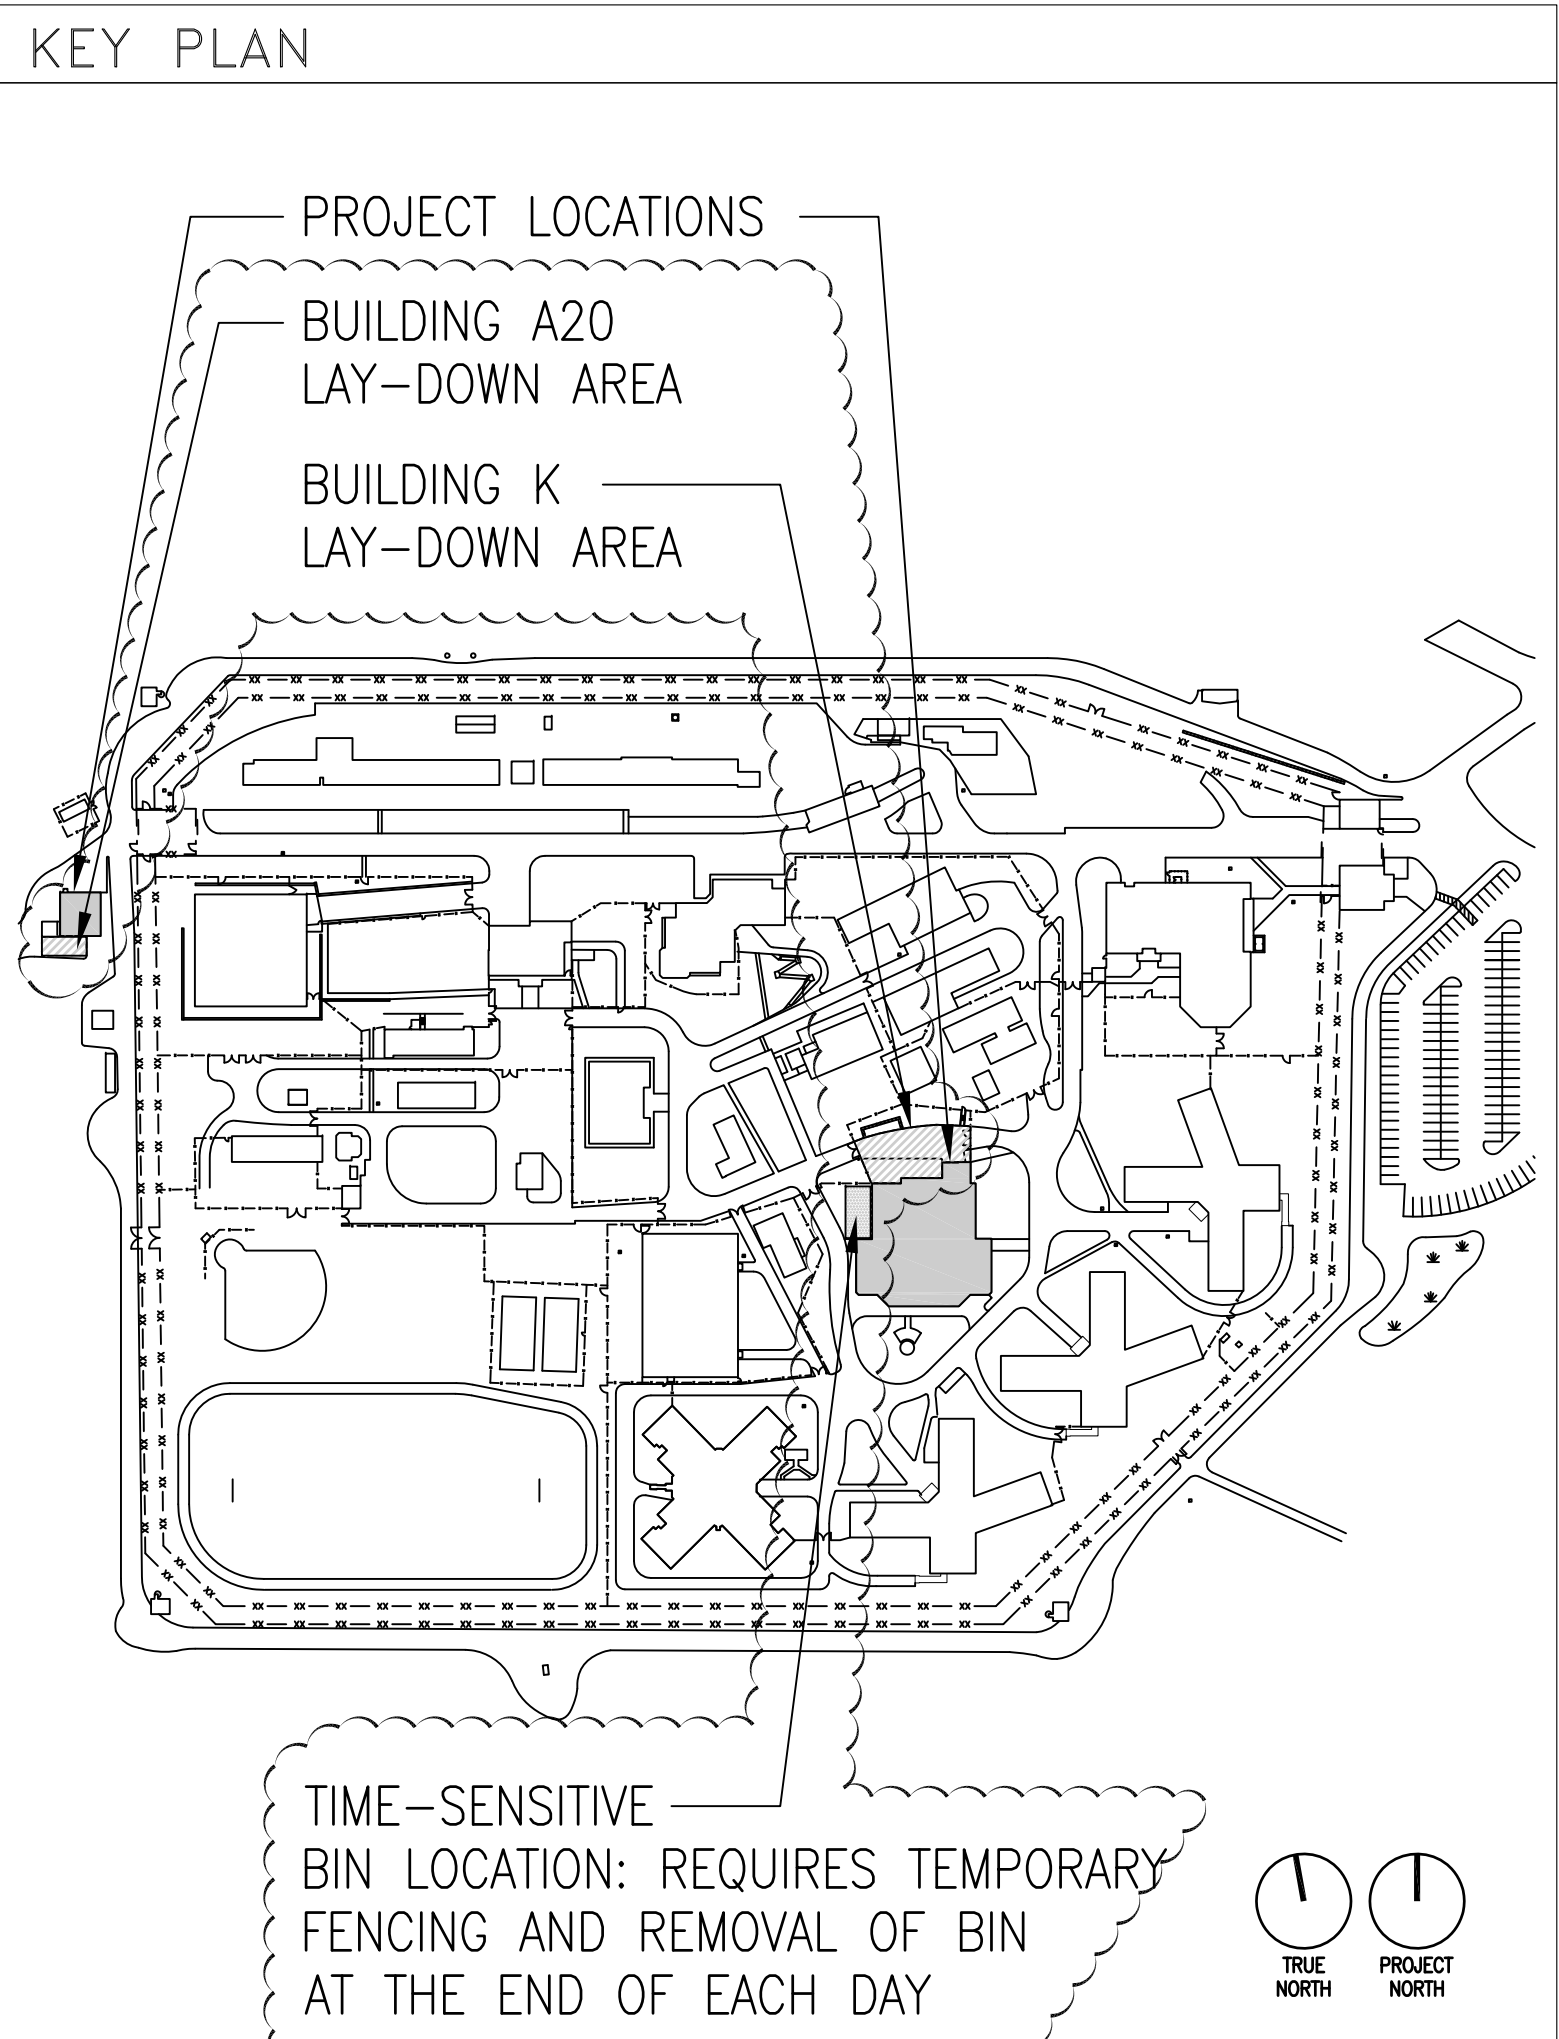 KEY PLAN
PROJECT LOCATIONS
BUILDING A20
LAY-DOWN AREA
BUILDING K
LAY-DOWN AREA
TIME-SENSITIVE
BIN LOCATION: REQUIRES TEMPORARY
FENCING AND REMOVAL OF BIN
AT THE END OF EACH DAY
TRUE
NORTH
PROJECT
NORTH